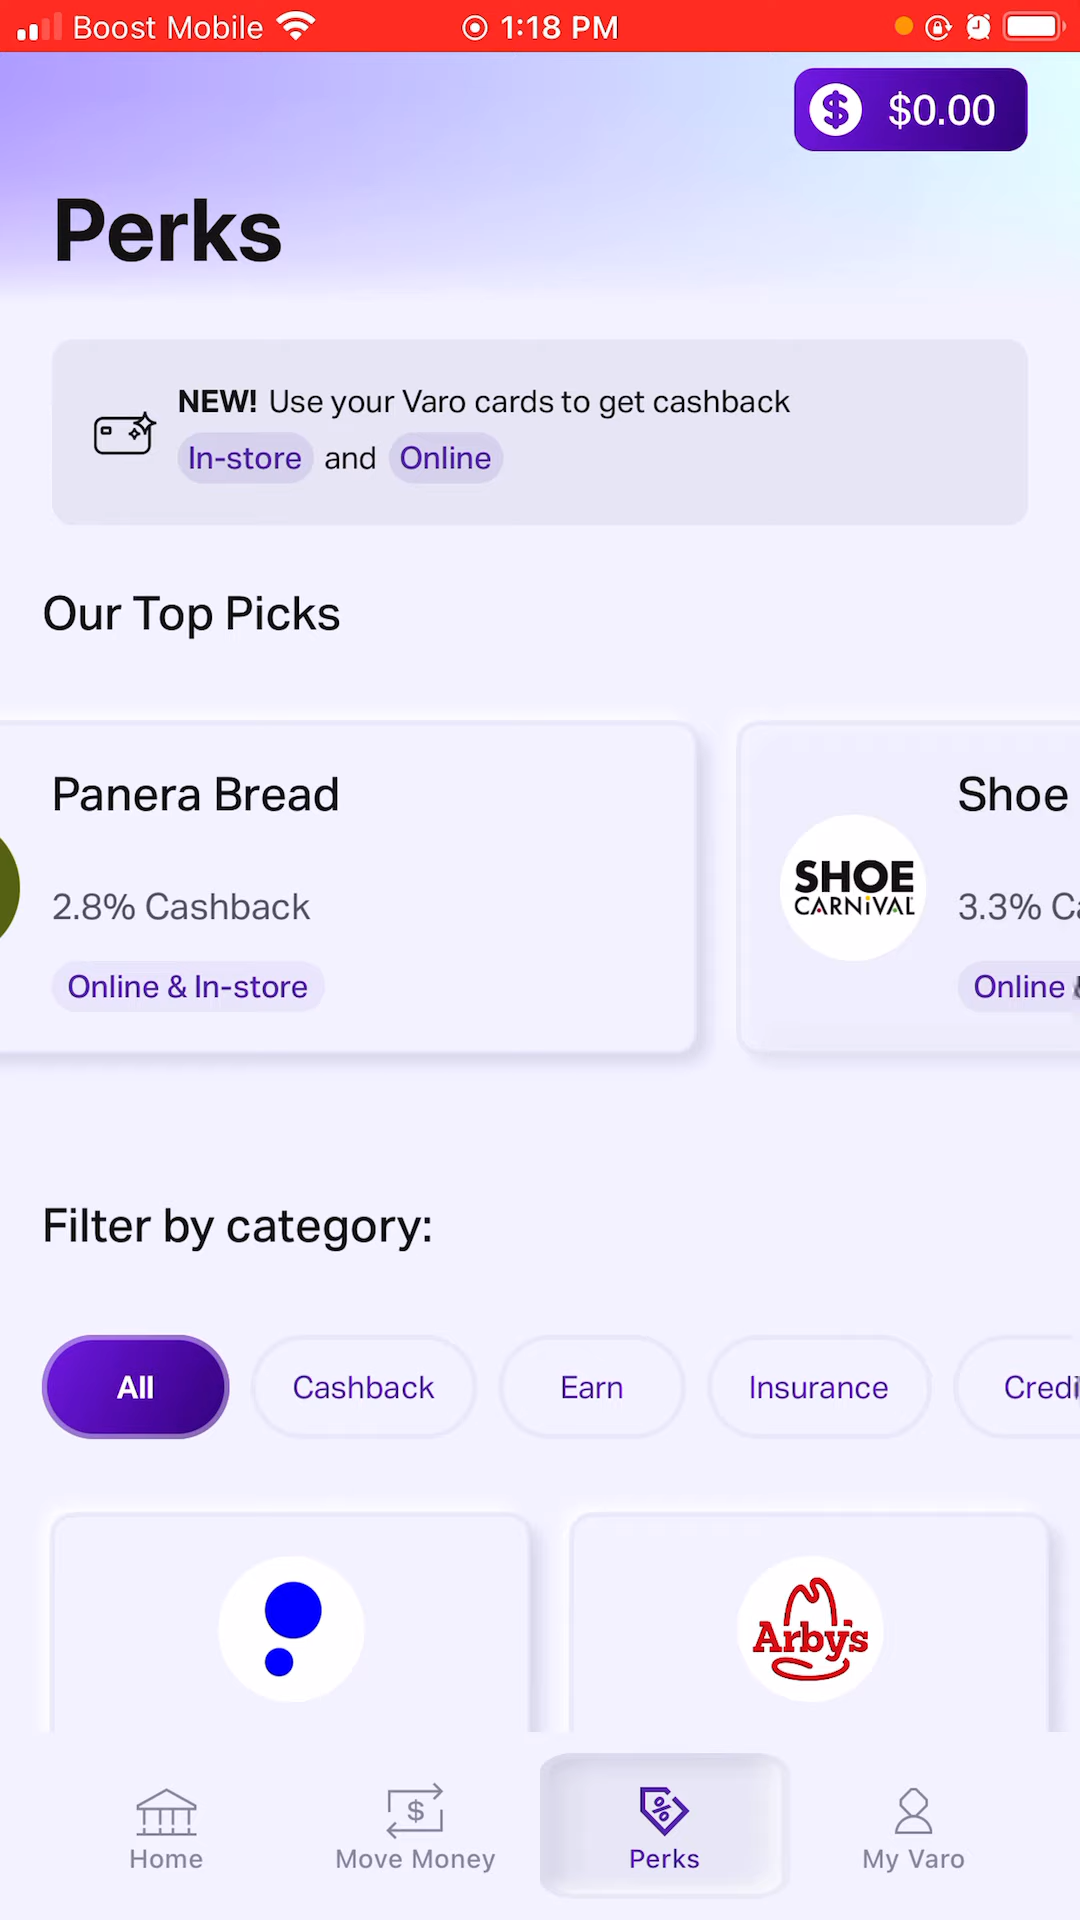 Boost Mobile 1:18 PM
$0.00
Perks
NEW! Use your Varo cards to get cashback
In-store and Online
Our Top Picks
Panera Bread
2.8% Cashback
Online & In-store
SHOE
CARNiVAL
Shoe
3.3%
Online
Filter by category:
All Cashback Earn Insurance Credi
Arby's
Home Move Money Perks My Varo